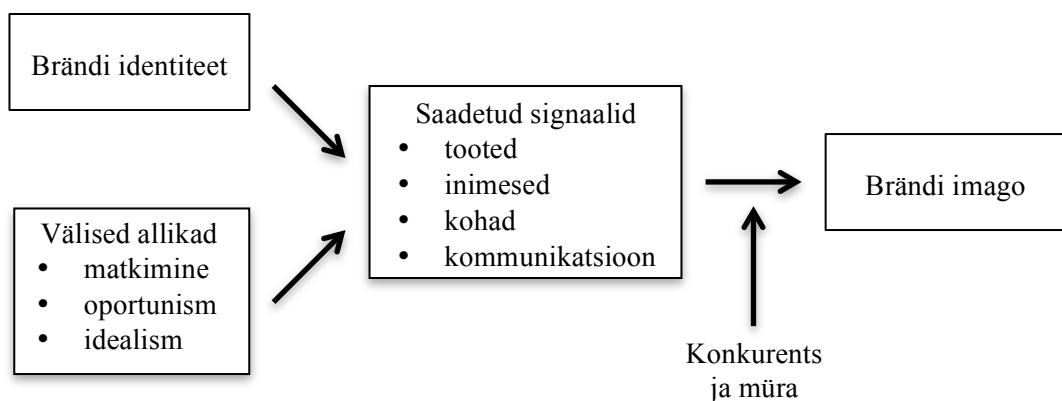 Brändi identiteet
Välised allikad
• matkimine
• oportunism
• idealism
Saadetud signaalid
• tooted
• inimesed
• kohad
• kommunikatsioon
Brändi imago
Konkurents
ja müra